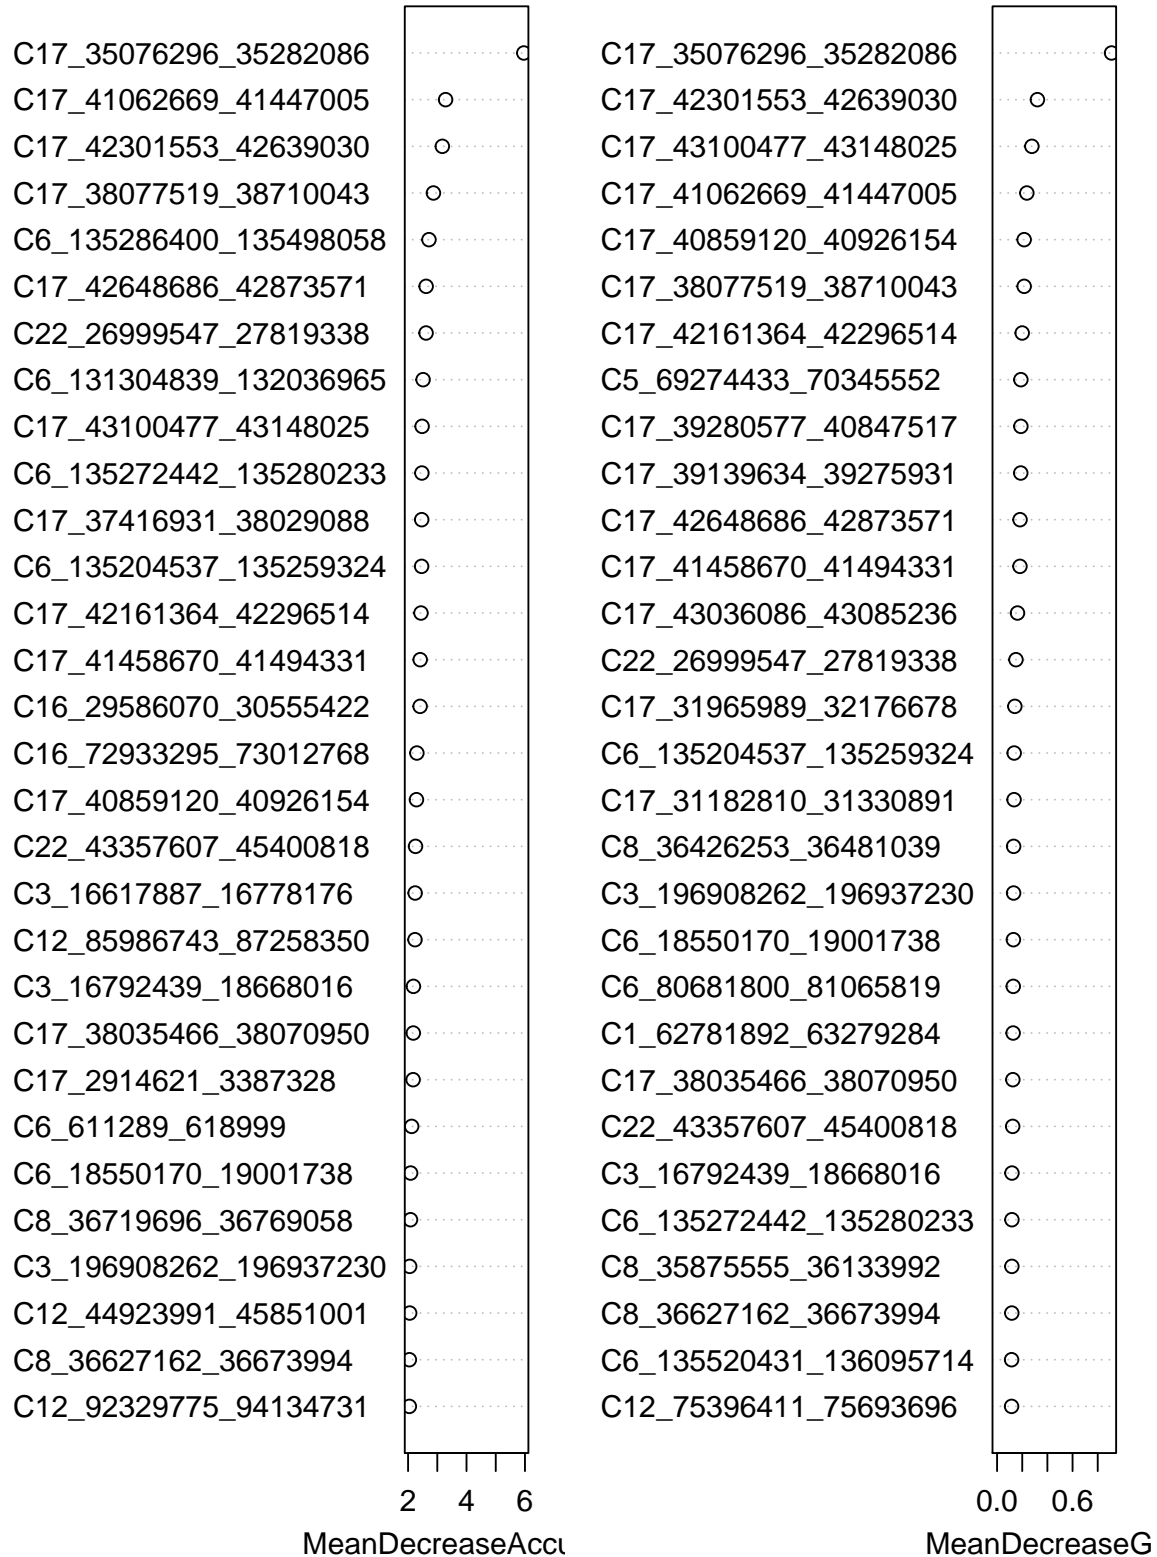 C17_35076296_35282086
C17_41062669_41447005
C17_42301553_42639030
C17_38077519_38710043
C6_135286400_135498058
C17_42648686_42873571
C22_26999547_27819338
C6_131304839_132036965
C17_43100477_43148025
C6_135272442_135280233
C17_37416931_38029088
C6_135204537_135259324
C17_42161364_42296514
C17_41458670_41494331
C16_29586070_30555422
C16_72933295_73012768
C17_40859120_40926154
C22_43357607_45400818
C3_16617887_16778176
C12_85986743_87258350
C3_16792439_18668016
C17_38035466_38070950
C17_2914621_3387328
C6_611289_618999
C6_18550170_19001738
C8_36719696_36769058
C3_196908262_196937230
C12_44923991_45851001
C8_36627162_36673994
C12_92329775_94134731
2 4 6
MeanDecreaseAccu
C17_35076296_35282086
C17_42301553_42639030
C17_43100477_43148025
C17_41062669_41447005
C17_40859120_40926154
C17_38077519_38710043
C17_42161364_42296514
C5_69274433_70345552
C17_39280577_40847517
C17_39139634_39275931
C17_42648686_42873571
C17_41458670_41494331
C17_43036086_43085236
C22_26999547_27819338
C17_31965989_32176678
C6_135204537_135259324
C17_31182810_31330891
C8_36426253_36481039
C3_196908262_196937230
C6_18550170_19001738
C6_80681800_81065819
C1_62781892_63279284
C17_38035466_38070950
C22_43357607_45400818
C3_16792439_18668016
C6_135272442_135280233
C8_35875555_36133992
C8_36627162_36673994
C6_135520431_136095714
C12_75396411_75693696
0.0 0.6
MeanDecreaseG